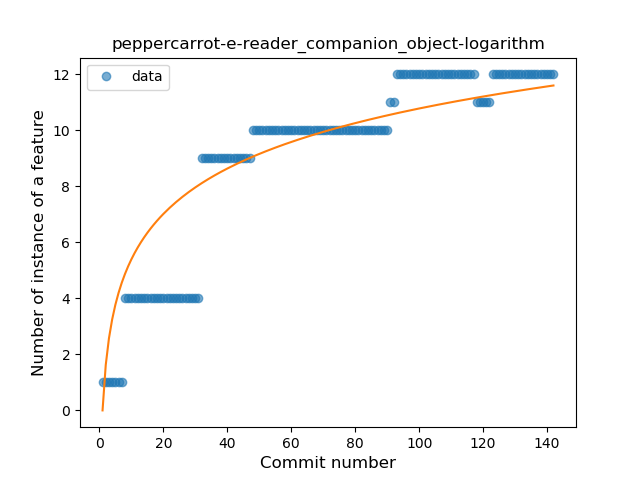 peppercarrot-e-reader_companion_object-logarithm
data
Number of instance of a feature
12
10
8
6
4
2
0
0 20 40 60 80 100 120 140
Commit number